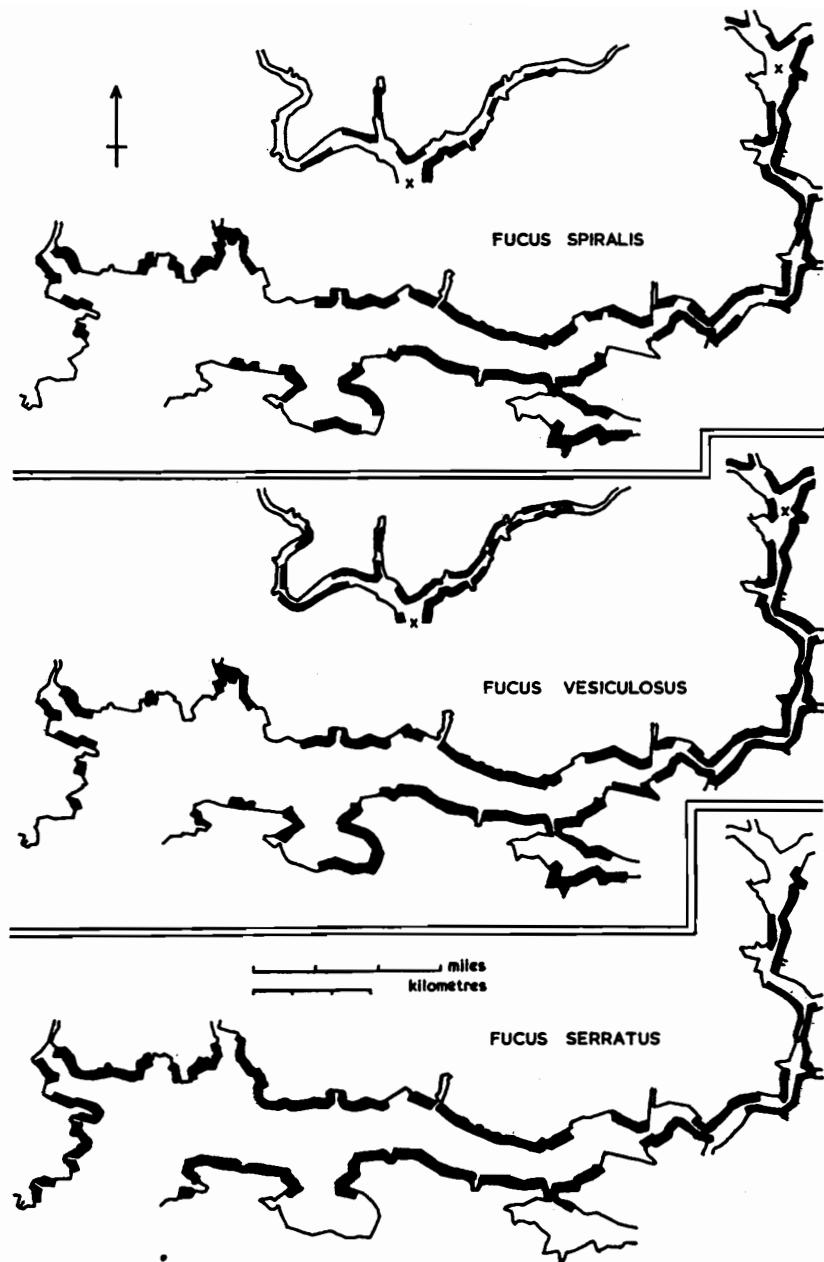 x
x
FUCUS SPIRALIS
x
x
FUCUS VESICULOSUS
miles
kilometres
FUCUS SERRATUS